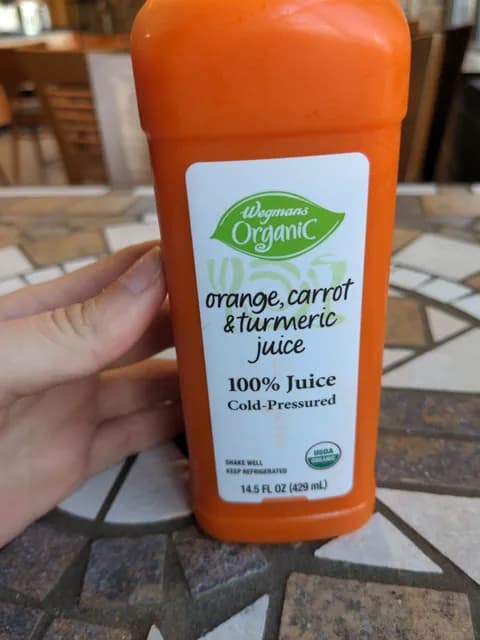 Wegmans
Organic
orange, carrot
& turmeric
juice
100% Juice
Cold-Pressured
USDA
ORGANIC
SHAKE WELL
KEEP REFRIGERATED
14.5 FL OZ (429 mL)